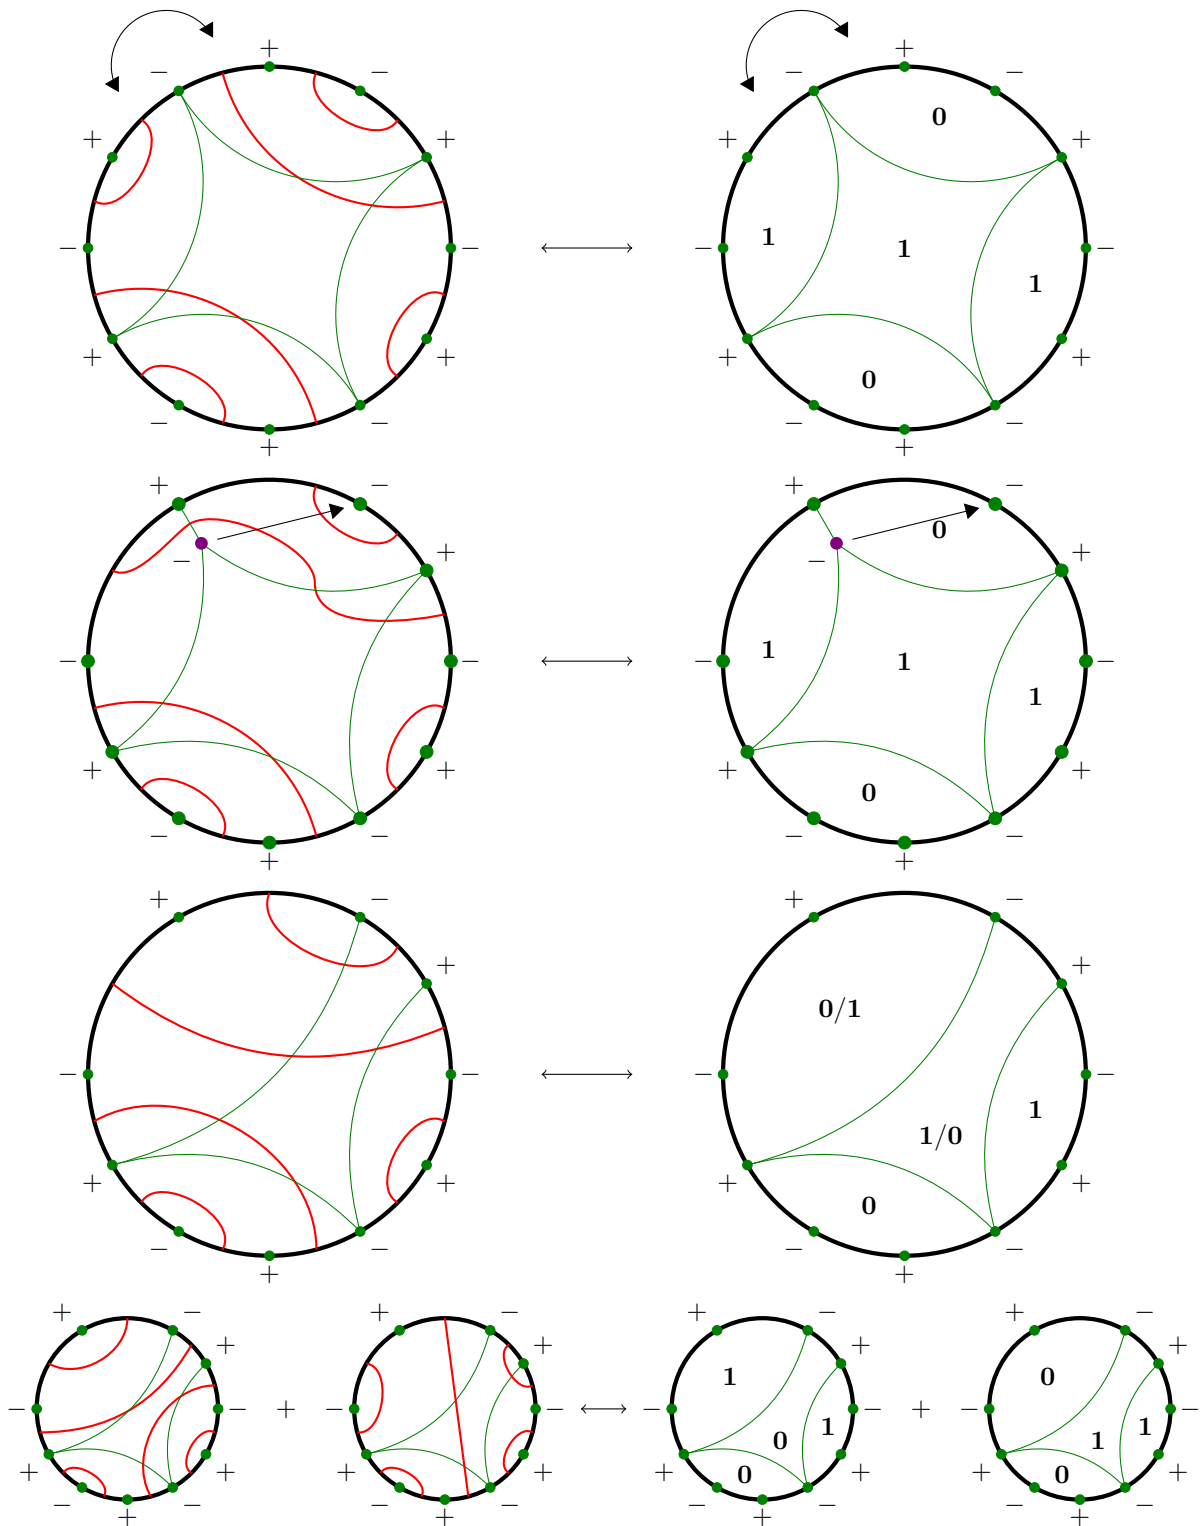 + +
− − − −
0
+ + + +
1
− − − 1 −
1
+ + + +
0
− − − −
+ +
+ − + −
0
+ +
− −
1
− − − 1 −
1
+ + + +
0
− − − −
+ +
+ − + −
+ +
0/1
− − − −
1
1/0
+ + + +
0
− − − −
+ +
+ − + − + − + −
+ + + +
1 0
− − + − − − − + − −
1 1
0 1
+ + + + + + + +
0 0
− − − − − − − −
+ + + +